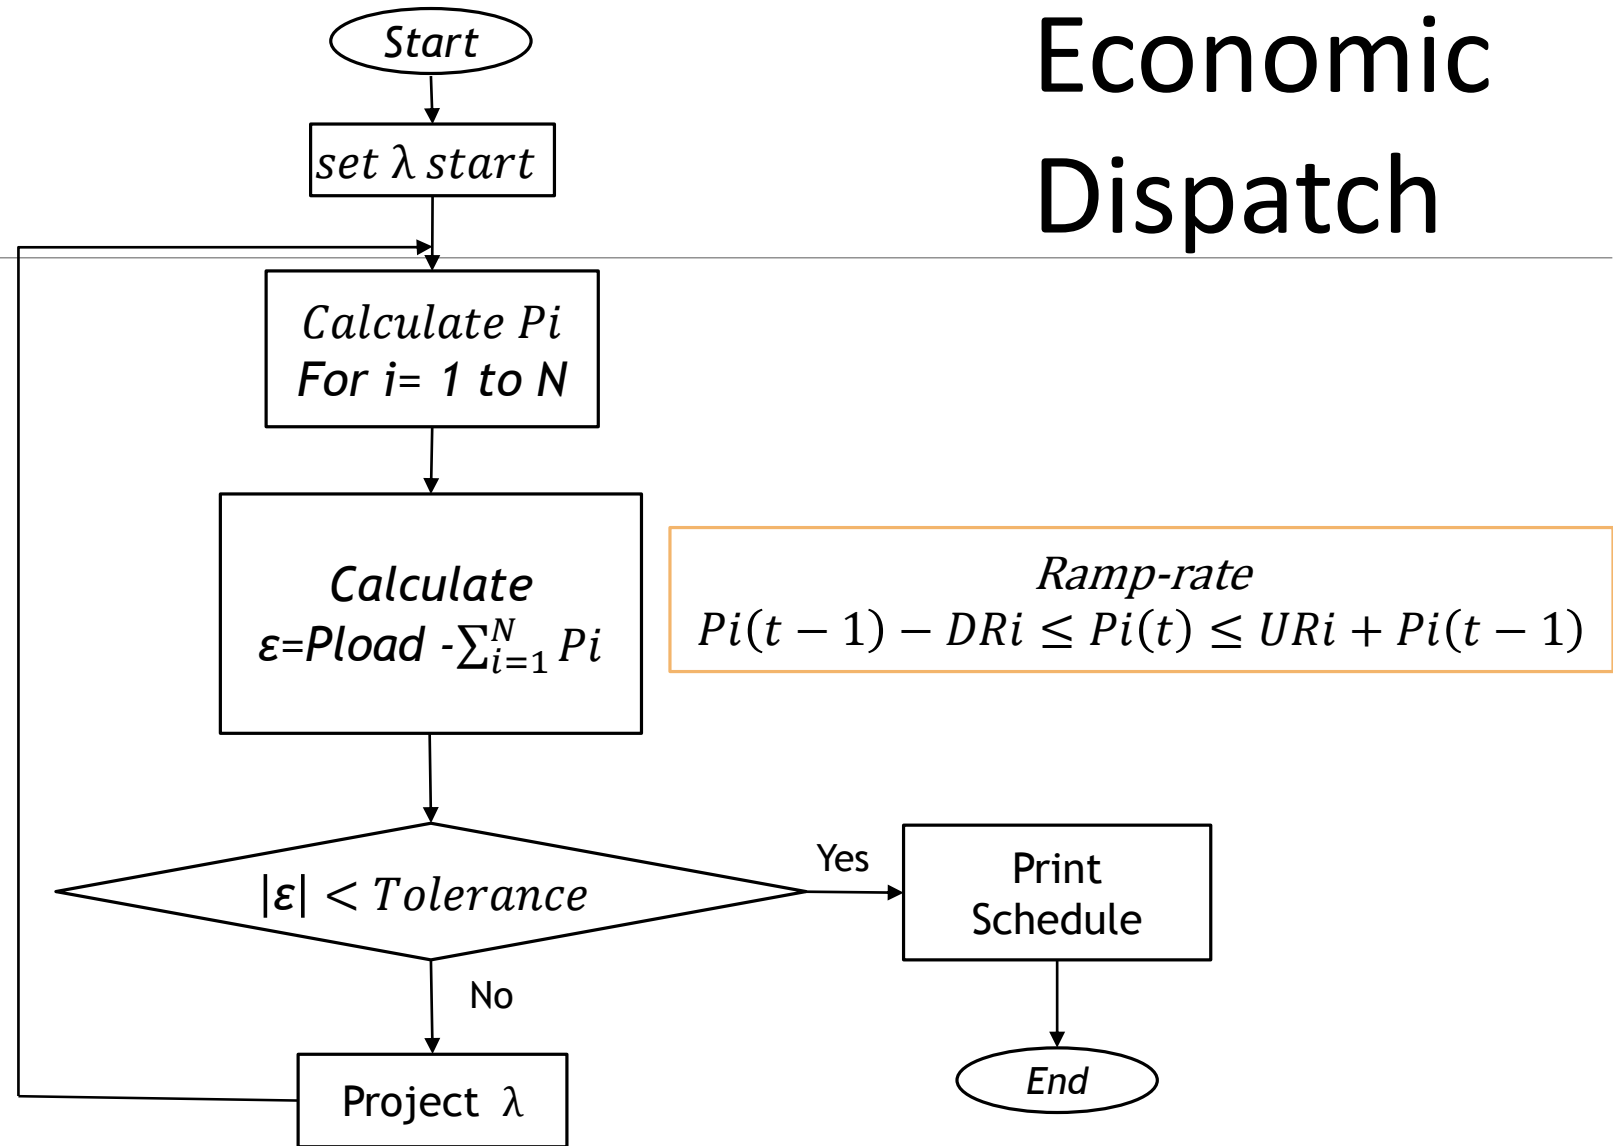 Economic
Dispatch
Start
set λ start
Calculate Pi
For i= 1 to N
Calculate
ε=Pload -∑_{i=1}^{N} Pi
Ramp-rate
Pi(t − 1) − DRi ≤ Pi(t) ≤ URi + Pi(t − 1)
|ε| < Tolerance
Yes
Print
Schedule
No
Project λ
End